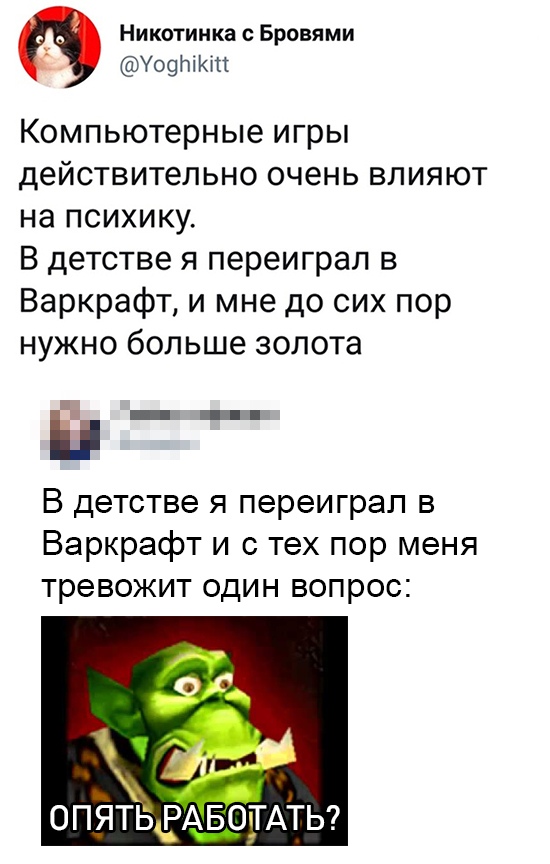 Никотинка с Бровями
@Yoghikitt
Компьютерные игры
действительно очень влияют
на психику.
В детстве я переиграл в
Варкрафт, и мне до сих пор
нужно больше золота
В детстве я переиграл в
Варкрафт и с тех пор меня
тревожит один вопрос:
ОПЯТЬ РАБОТАТЬ?